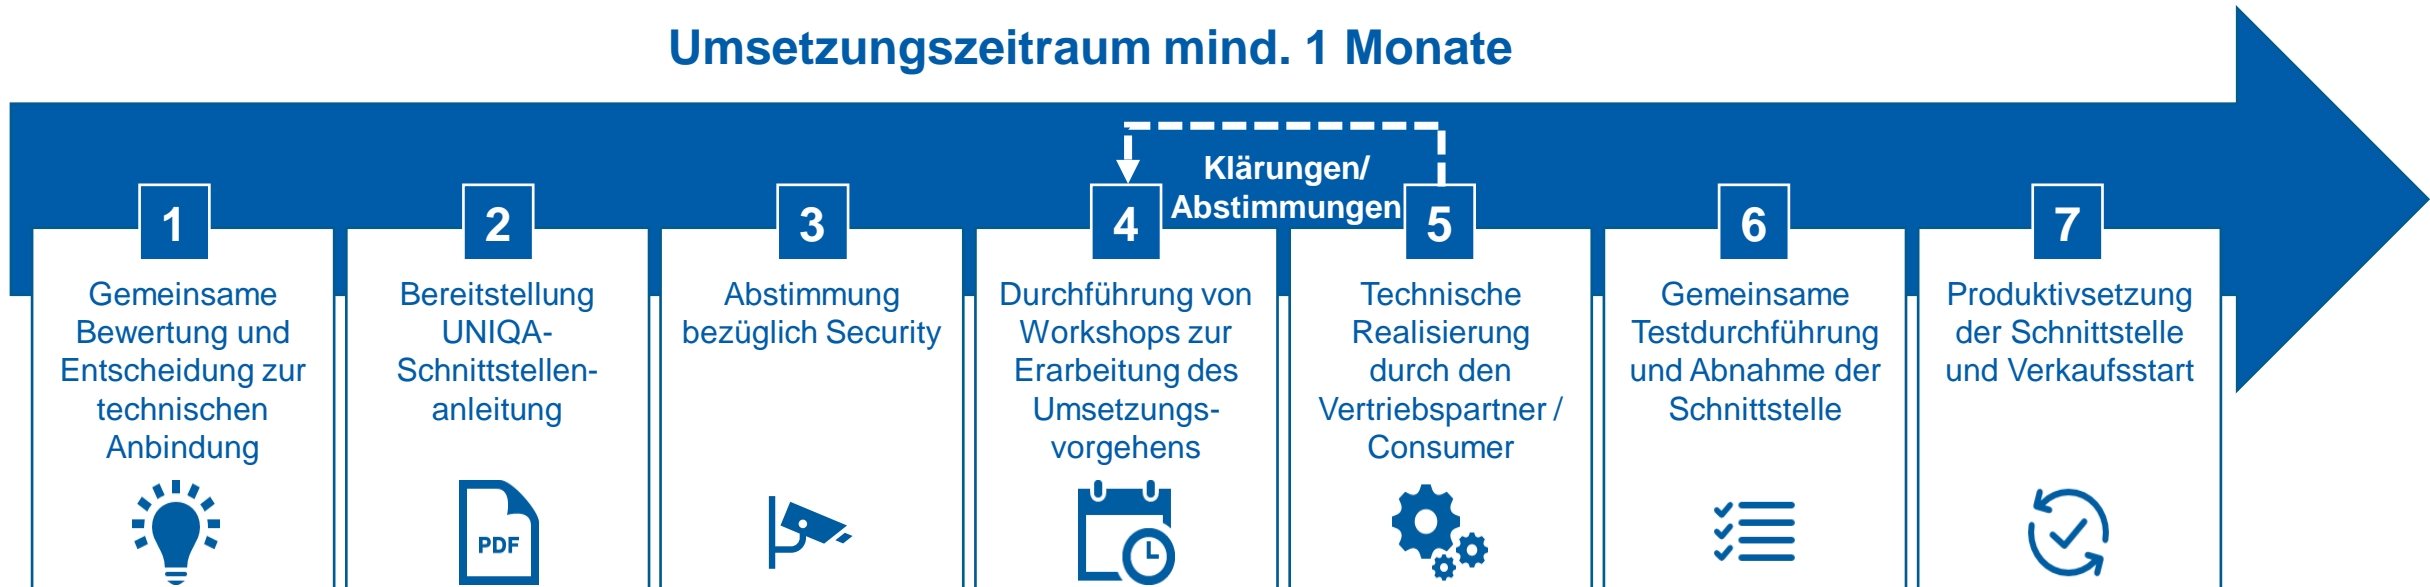 Umsetzungszeitraum mind. 1 Monate
Klärungen/
Abstimmungen
1
Gemeinsame
Bewertung und
Entscheidung zur
technischen
Anbindung
2
Bereitstellung
UNIQA-
Schnittstellen-
anleitung
PDF
3
Abstimmung
bezüglich Security
4
Durchführung von
Workshops zur
Erarbeitung des
Umsetzungs-
vorgehens
5
Technische
Realisierung
durch den
Vertriebspartner /
Consumer
6
Gemeinsame
Testdurchführung
und Abnahme der
Schnittstelle
7
Produktivsetzung
der Schnittstelle
und Verkaufsstart